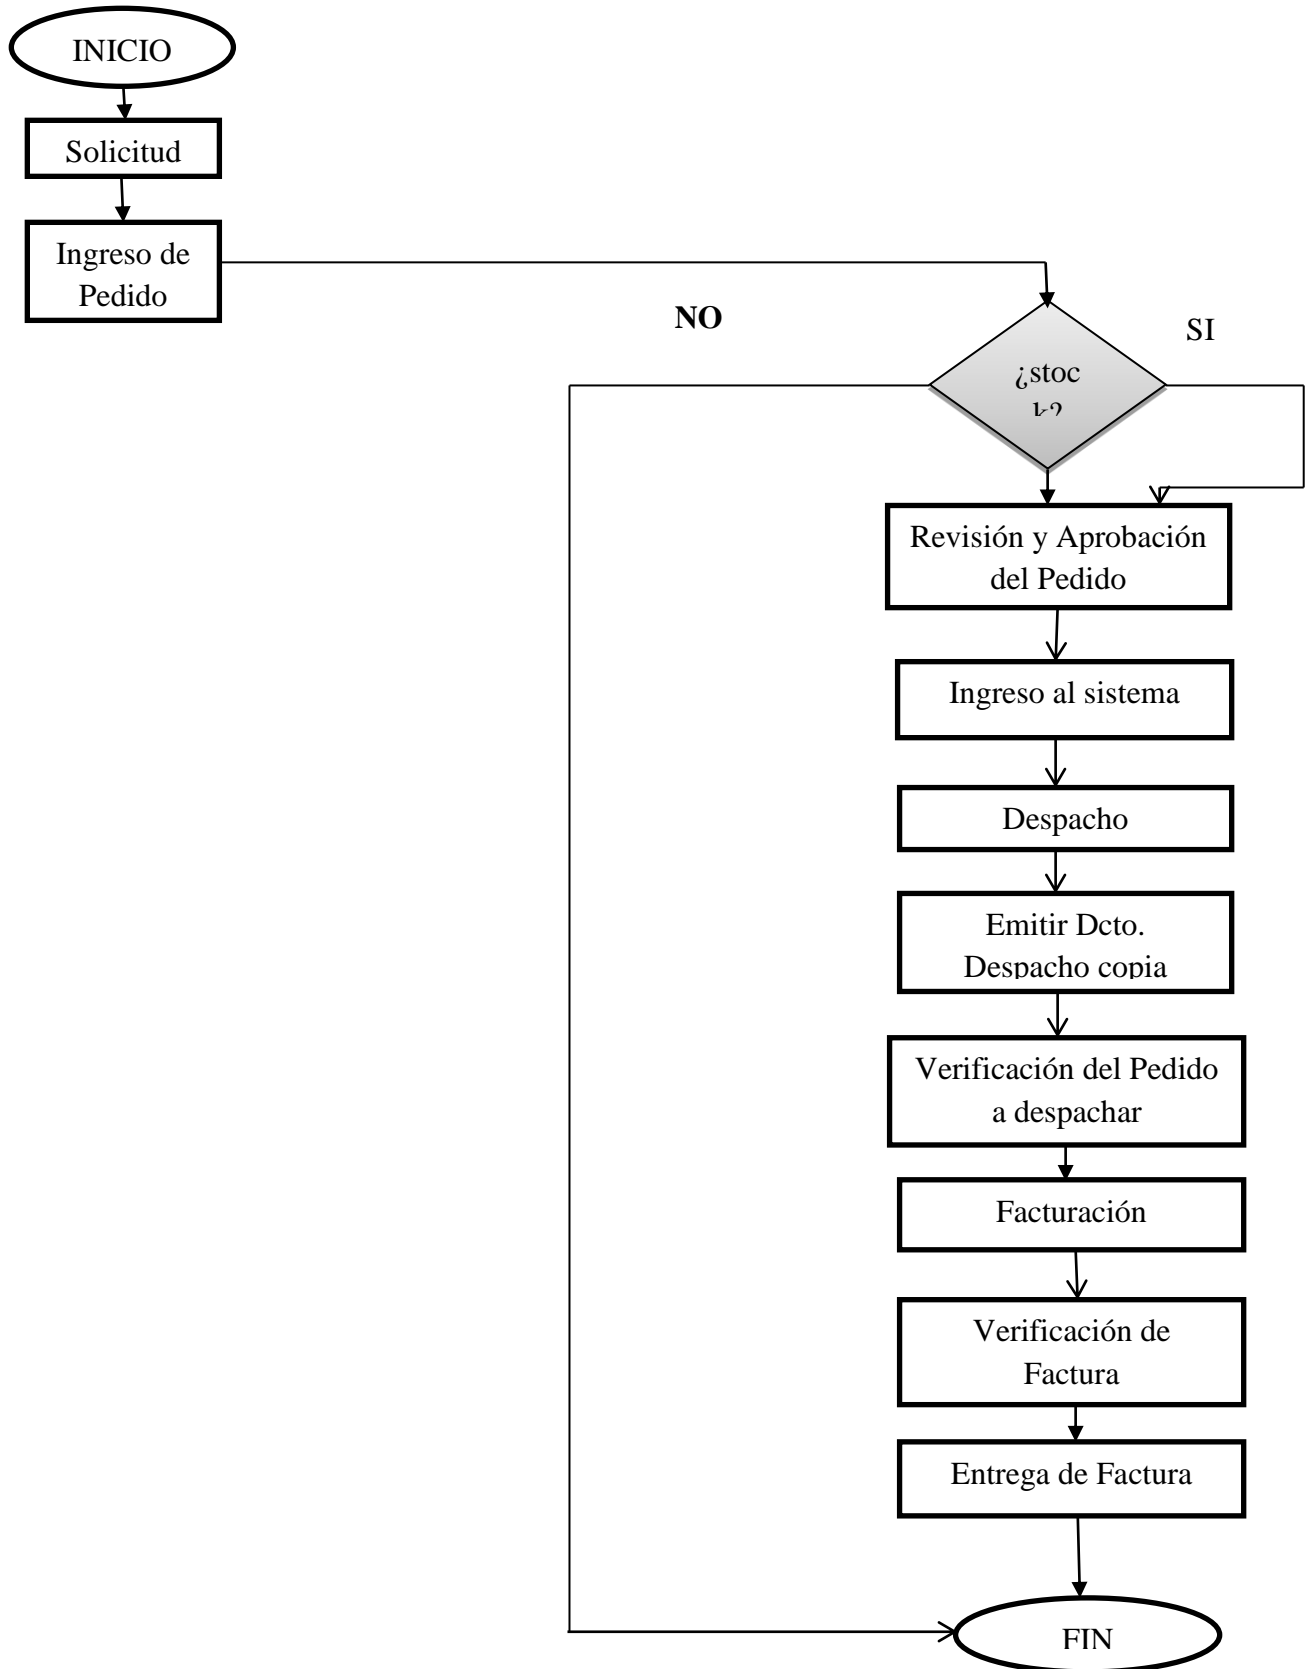 INICIO
Solicitud
Ingreso de
Pedido
NO
SI
¿stoc
k?
Revisión y Aprobación
del Pedido
Ingreso al sistema
Despacho
Emitir Dcto.
Despacho copia
Verificación del Pedido
a despachar
Facturación
Verificación de
Factura
Entrega de Factura
FIN